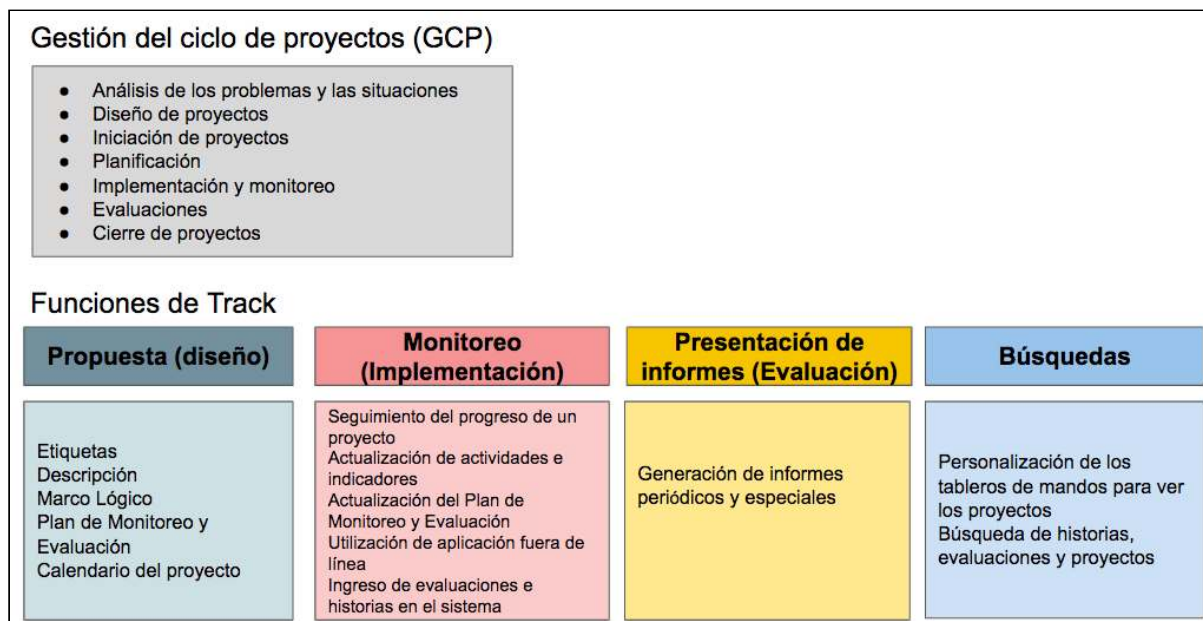 Gestión del ciclo de proyectos (GCP)
● Análisis de los problemas y las situaciones
● Diseño de proyectos
● Iniciación de proyectos
● Planificación
● Implementación y monitoreo
● Evaluaciones
● Cierre de proyectos
Funciones de Track
Propuesta (diseño)
Etiquetas
Descripción
Marco Lógico
Plan de Monitoreo y
Evaluación
Calendario del proyecto
Monitoreo
(Implementación)
Seguimiento del progreso de un
proyecto
Actualización de actividades e
indicadores
Actualización del Plan de
Monitoreo y Evaluación
Utilización de aplicación fuera de
línea
Ingreso de evaluaciones e
historias en el sistema
Presentación de
informes (Evaluación)
Generación de informes
periódicos y especiales
Búsquedas
Personalización de los
tableros de mandos para ver
los proyectos
Búsqueda de historias,
evaluaciones y proyectos